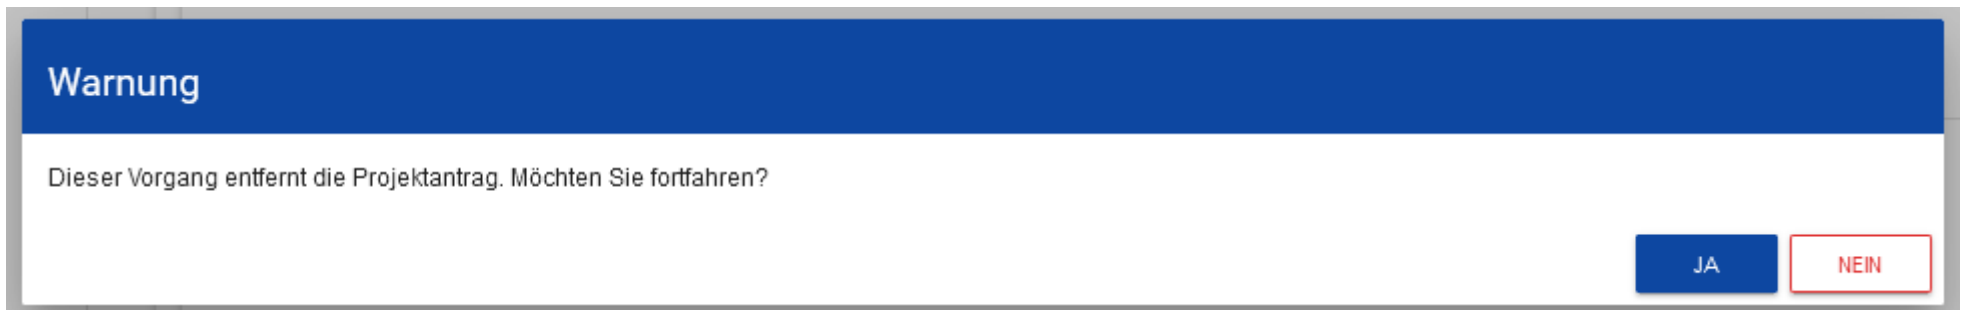 Warnung
Dieser Vorgang entfernt die Projektantrag. Möchten Sie fortfahren?
JA NEIN